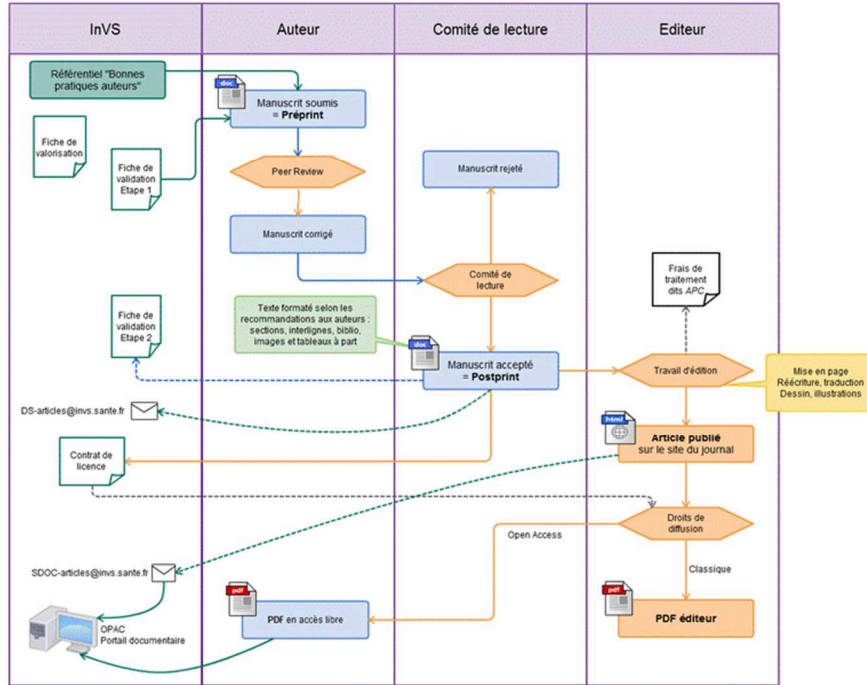 InVS
Auteur
Comité de lecture
Editeur
Référentiel "Bonnes
pratiques auteurs"
doc
Manuscrit soumis
= Préprint
Fiche de
valorisation
Fiche de
validation
Etape 1
Peer Review
Manuscrit rejeté
Manuscrit corrigé
Comité de
lecture
Frais de
traitement
dits APC
Texte formaté selon les
recommandations aux auteurs :
sections, interlignes, biblio,
images et tableaux à part
Fiche de
validation
Etape 2
doc
Manuscrit accepté
= Postprint
Travail d'édition
Mise en page
Réécriture, traduction
Dessin, illustrations
DS-articles@invs.sante.fr
html
Article publié
sur le site du journal
Contrat de
licence
Droits de
diffusion
Open Access
Classique
SDOC-articles@invs.sante.fr
pdf
PDF en accès libre
pdf
PDF éditeur
OPAC
Portail documentaire